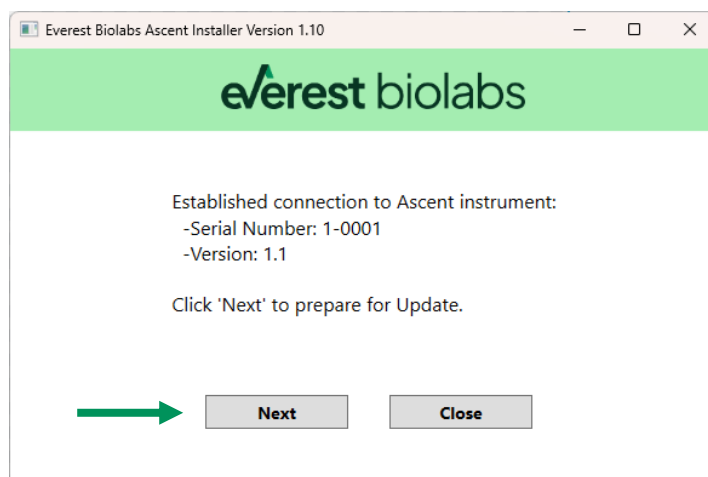 Everest Biolabs Ascent Installer Version 1.10
everest biolabs
Established connection to Ascent instrument:
-Serial Number: 1-0001
-Version: 1.1
Click 'Next' to prepare for Update.
Next Close